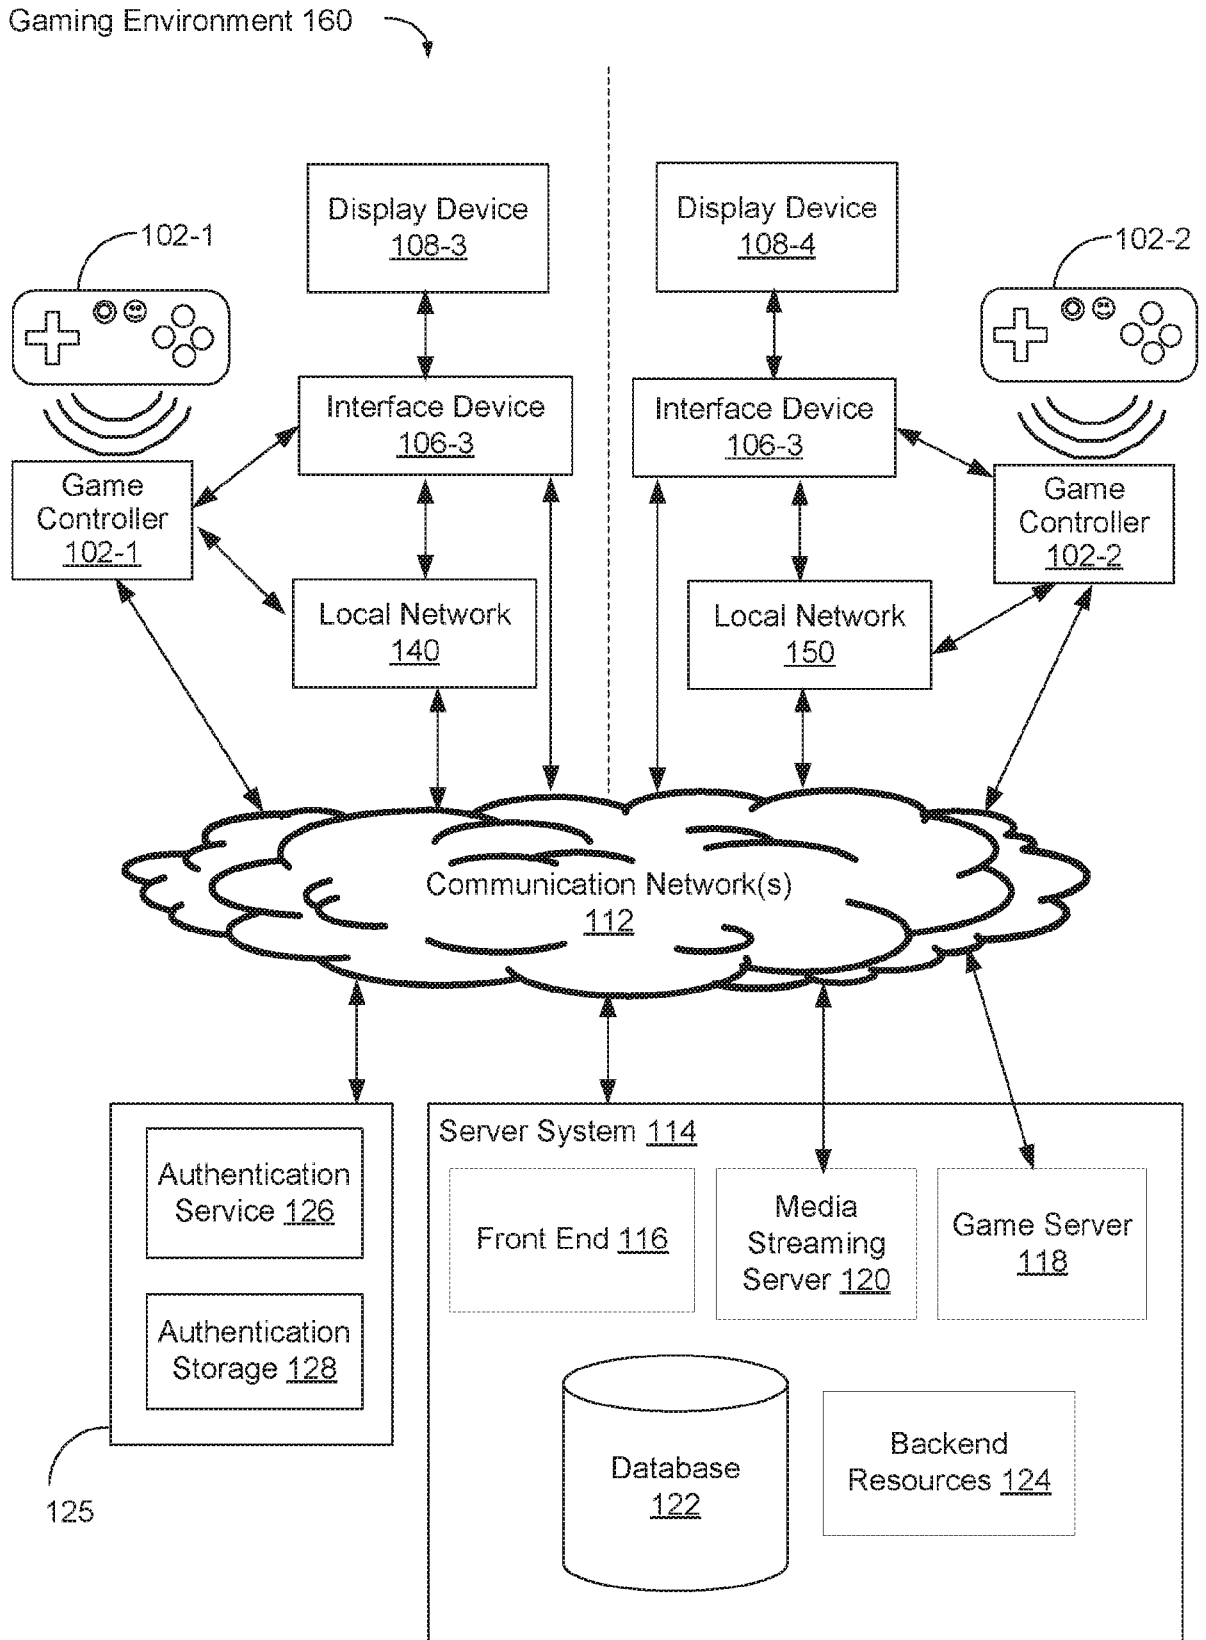 Gaming Environment 160
102-1
Display Device
108-3
Display Device
108-4
102-2
Interface Device
106-3
Interface Device
106-3
Game
Controller
102-1
Game
Controller
102-2
Local Network
140
Local Network
150
Communication Network(s)
112
Server System 114
Authentication
Service 126
Front End 116
Media
Streaming
Server 120
Game Server
118
Authentication
Storage 128
Database
122
Backend
Resources 124
125